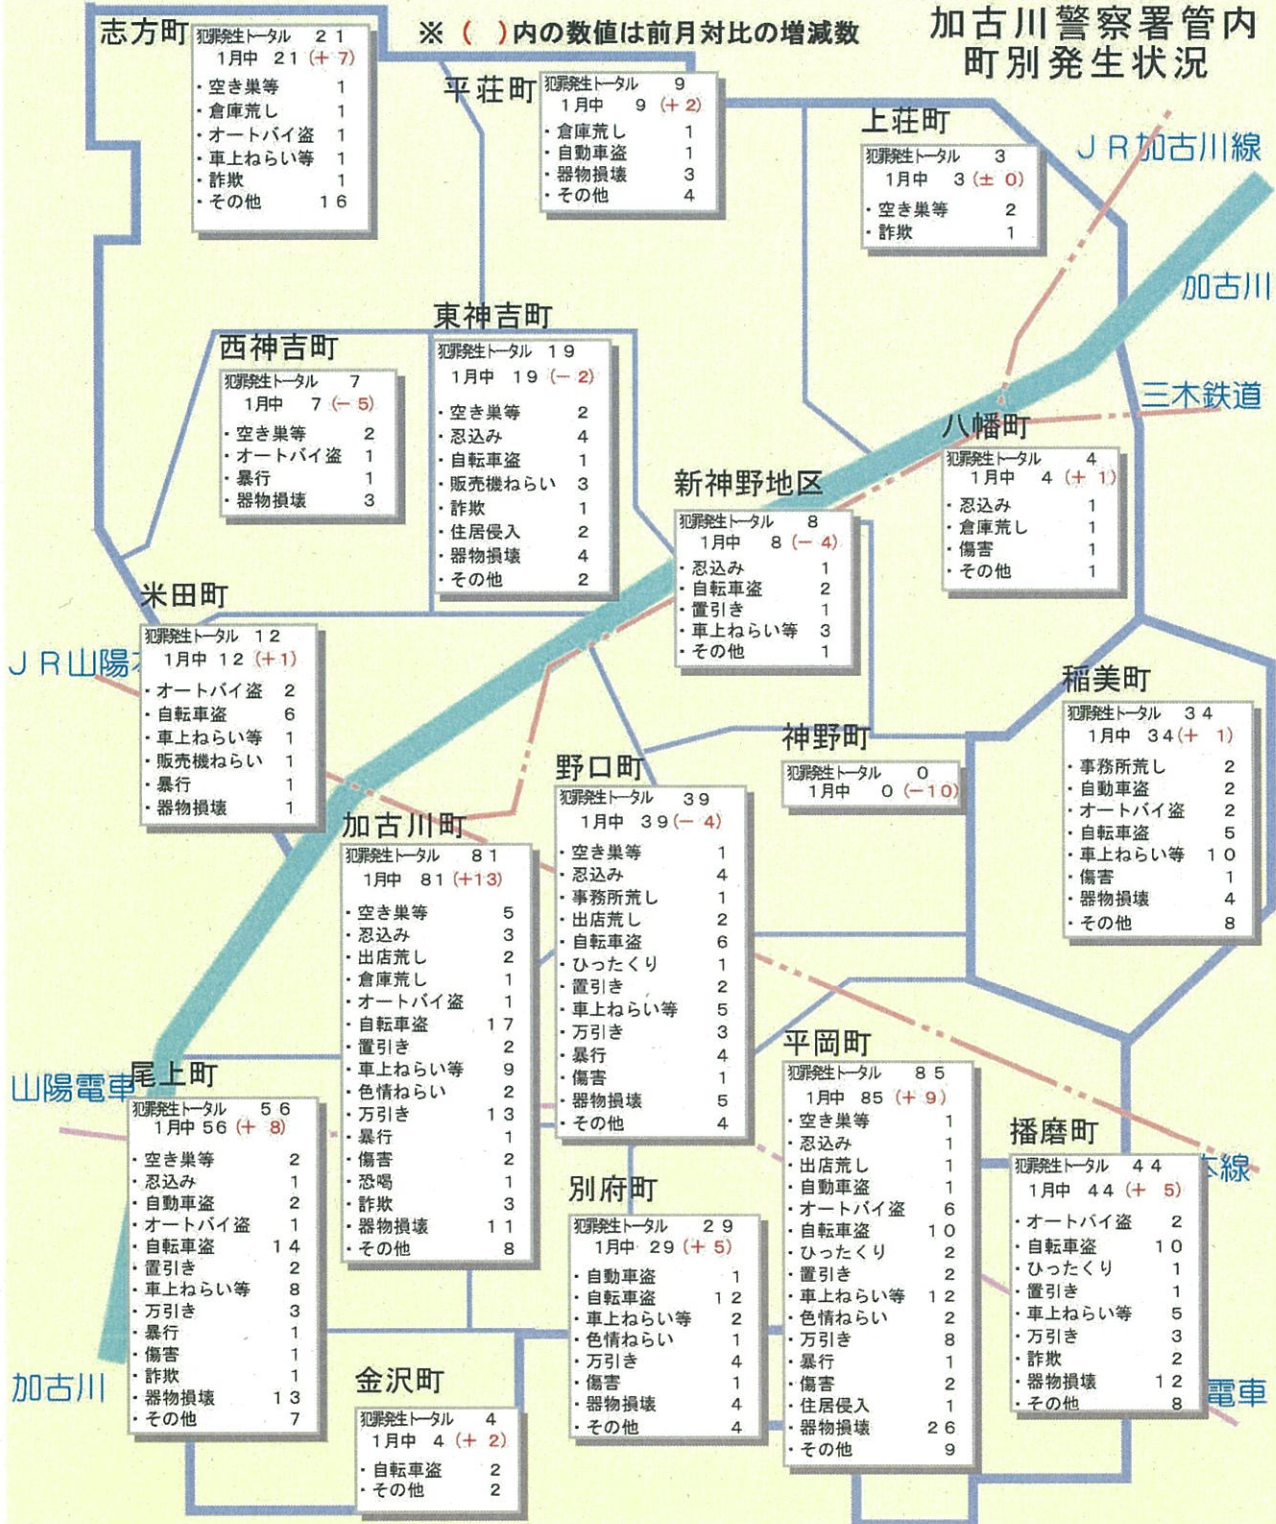 加古川警察署管内
町別発生状況
※（ ）内の数値は前月対比の増減数
志方町
犯罪発生トータル 21
1月中 21 (+7)
・空き巣等 1
・倉庫荒し 1
・オートバイ盗 1
・車上ねらい等 1
・詐欺 1
・その他 16
平荘町
犯罪発生トータル 9
1月中 9 (+2)
・倉庫荒し 1
・自動車盗 1
・器物損壊 3
・その他 4
上荘町
犯罪発生トータル 3
1月中 3 (±0)
・空き巣等 2
・詐欺 1
ＪＲ加古川線
加古川
三木鉄道
西神吉町
犯罪発生トータル 7
1月中 7 (－5)
・空き巣等 2
・オートバイ盗 1
・暴行 1
・器物損壊 3
東神吉町
犯罪発生トータル 19
1月中 19 (－2)
・空き巣等 2
・忍込み 4
・自転車盗 1
・販売機ねらい 3
・詐欺 1
・住居侵入 2
・器物損壊 4
・その他 2
八幡町
犯罪発生トータル 4
1月中 4 (+1)
・忍込み 1
・倉庫荒し 1
・傷害 1
・その他 1
新神野地区
犯罪発生トータル 8
1月中 8 (－4)
・忍込み 1
・自転車盗 2
・置引き 1
・車上ねらい等 3
・その他 1
米田町
犯罪発生トータル 12
1月中 12 (+1)
・オートバイ盗 2
・自転車盗 6
・車上ねらい等 1
・販売機ねらい 1
・暴行 1
・器物損壊 1
ＪＲ山陽
稲美町
犯罪発生トータル 34
1月中 34 (+1)
・事務所荒し 2
・自動車盗 2
・オートバイ盗 2
・自転車盗 5
・車上ねらい等 10
・傷害 1
・器物損壊 4
・その他 8
神野町
犯罪発生トータル 0
1月中 0 (－10)
野口町
犯罪発生トータル 39
1月中 39 (－4)
・空き巣等 1
・忍込み 4
・事務所荒し 1
・出店荒し 2
・自転車盗 6
・ひったくり 1
・置引き 2
・車上ねらい等 5
・万引き 3
・暴行 4
・傷害 1
・器物損壊 5
・その他 4
加古川町
犯罪発生トータル 81
1月中 81 (+13)
・空き巣等 5
・忍込み 3
・出店荒し 2
・倉庫荒し 1
・オートバイ盗 1
・自転車盗 17
・置引き 2
・車上ねらい等 9
・色情ねらい 2
・万引き 13
・暴行 1
・傷害 2
・恐喝 1
・詐欺 3
・器物損壊 11
・その他 8
山陽電車
尾上町
犯罪発生トータル 56
1月中 56 (+8)
・空き巣等 2
・忍込み 1
・自動車盗 2
・オートバイ盗 1
・自転車盗 14
・置引き 2
・車上ねらい等 8
・万引き 3
・暴行 1
・傷害 1
・詐欺 1
・器物損壊 13
・その他 7
加古川
平岡町
犯罪発生トータル 85
1月中 85 (+9)
・空き巣等 1
・忍込み 1
・出店荒し 1
・自動車盗 1
・オートバイ盗 6
・自転車盗 10
・ひったくり 2
・置引き 2
・車上ねらい等 12
・色情ねらい 2
・万引き 8
・暴行 1
・傷害 2
・住居侵入 1
・器物損壊 26
・その他 9
播磨町
犯罪発生トータル 44
1月中 44 (+5)
・オートバイ盗 2
・自転車盗 10
・ひったくり 1
・置引き 1
・車上ねらい等 5
・万引き 3
・詐欺 2
・器物損壊 12
・その他 8
本線
電車
別府町
犯罪発生トータル 29
1月中 29 (+5)
・自動車盗 1
・自転車盗 12
・車上ねらい等 2
・色情ねらい 1
・万引き 4
・傷害 1
・器物損壊 4
・その他 4
金沢町
犯罪発生トータル 4
1月中 4 (+2)
・自転車盗 2
・その他 2